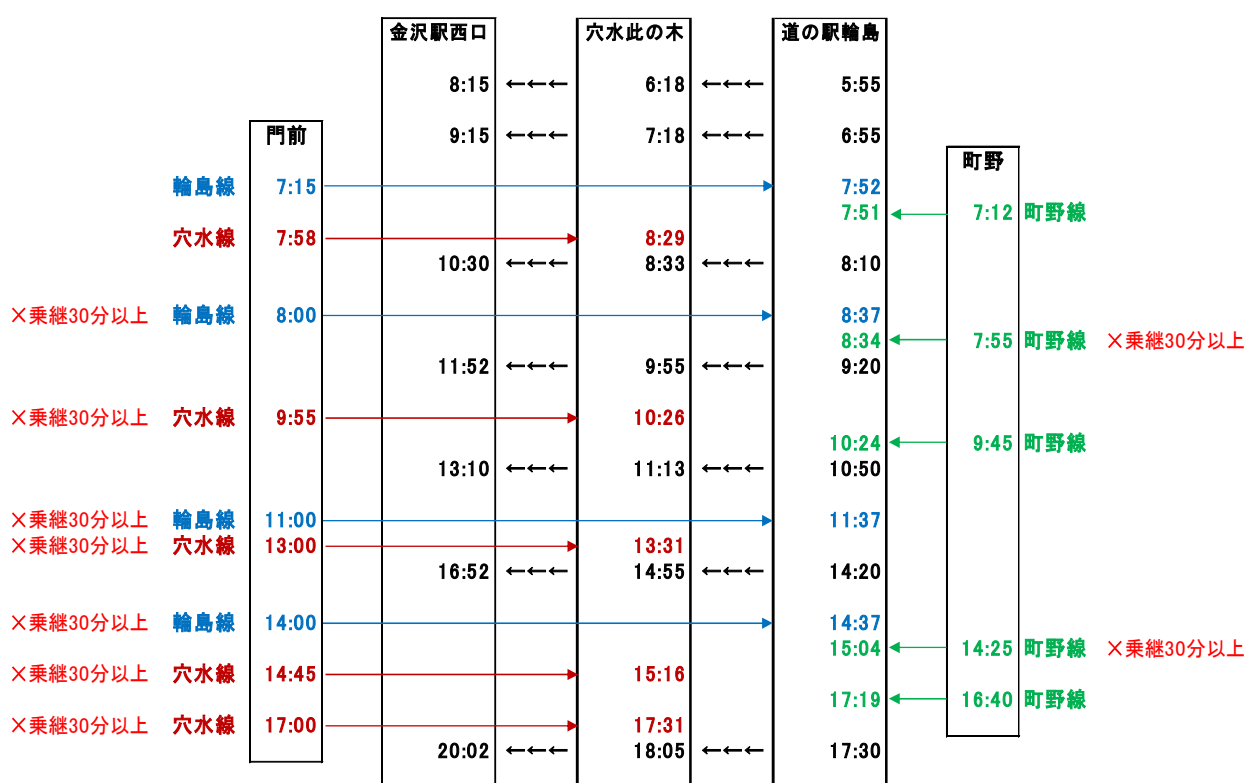 金沢駅西口 穴水此の木 道の駅輪島
8:15 ←←← 6:18 ←←← 5:55
門前 9:15 ←←← 7:18 ←←← 6:55
町野
輪島線 7:15 7:52
7:51 7:12 町野線
穴水線 7:58 8:29
10:30 ←←← 8:33 ←←← 8:10
×乗継30分以上 輪島線 8:00 8:37
8:34 7:55 町野線 ×乗継30分以上
11:52 ←←← 9:55 ←←← 9:20
×乗継30分以上 穴水線 9:55 10:26
10:24 9:45 町野線
13:10 ←←← 11:13 ←←← 10:50
×乗継30分以上 輪島線 11:00 11:37
×乗継30分以上 穴水線 13:00 13:31
16:52 ←←← 14:55 ←←← 14:20
×乗継30分以上 輪島線 14:00 14:37
15:04 14:25 町野線 ×乗継30分以上
×乗継30分以上 穴水線 14:45 15:16
17:19 16:40 町野線
×乗継30分以上 穴水線 17:00 17:31
20:02 ←←← 18:05 ←←← 17:30